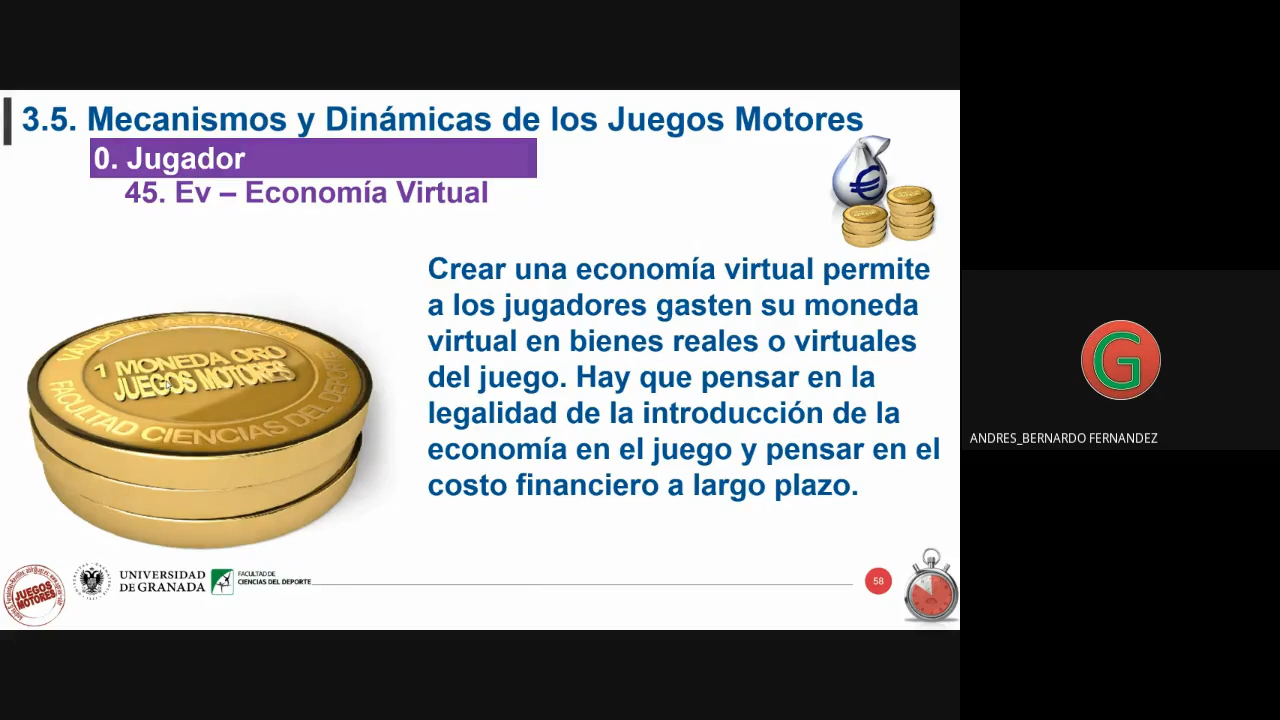 3.5. Mecanismos y Dinámicas de los Juegos Motores
0. Jugador
45. Ev – Economía Virtual
Crear una economía virtual permite
a los jugadores gasten su moneda
virtual en bienes reales o virtuales
del juego. Hay que pensar en la
legalidad de la introducción de la
economía en el juego y pensar en el
costo financiero a largo plazo.
VALIDO EN ASIGNATURA
1 MONEDA ORO
JUEGOS MOTORES
FACULTAD CIENCIAS DEL DEPORTE
JUEGOS
MOTORES
UNIVERSIDAD
DE GRANADA
FACULTAD DE
CIENCIAS DEL DEPORTE
58
G
ANDRES_BERNARDO FERNANDEZ